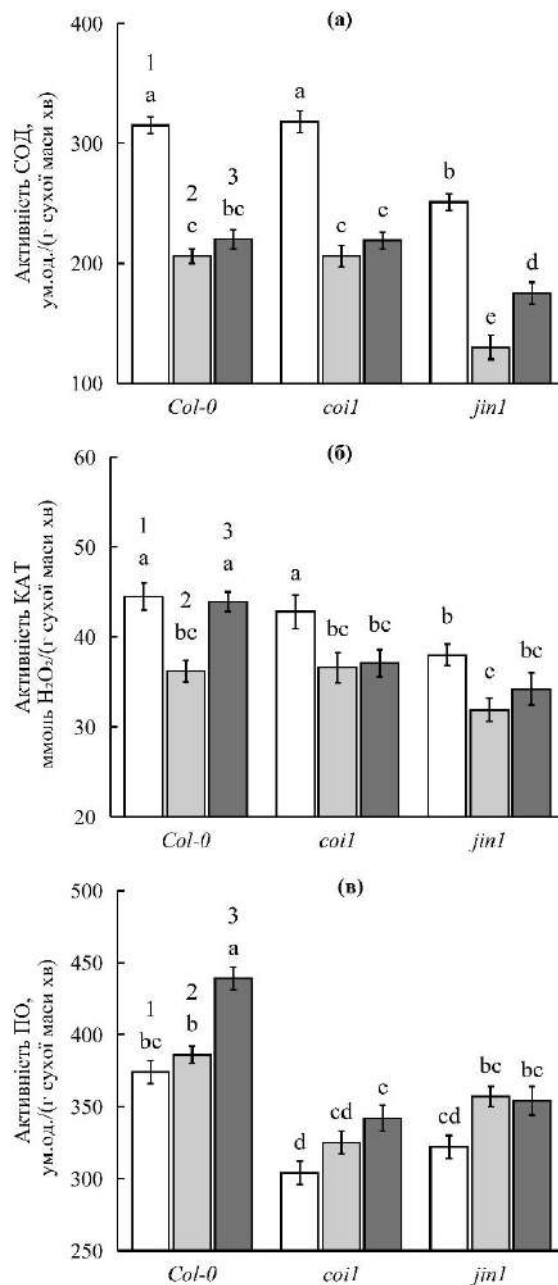 (а)
Активність СОД,
ум.од./(г сухої маси хв)
400
300
200
100
1
a
2
c
3
bc
a
c
c
b
e
d
Col-0
coi1
jin1
(б)
Активність КАТ
ммоль H₂O₂/(г сухої маси хв)
60
50
40
30
20
1
a
2
bc
3
a
a
bc
bc
b
c
bc
Col-0
coi1
jin1
(в)
Активність ПО,
ум.од./(г сухої маси хв)
500
450
400
350
300
250
1
bc
2
b
3
a
d
cd
c
cd
bc
bc
Col-0
coi1
jin1